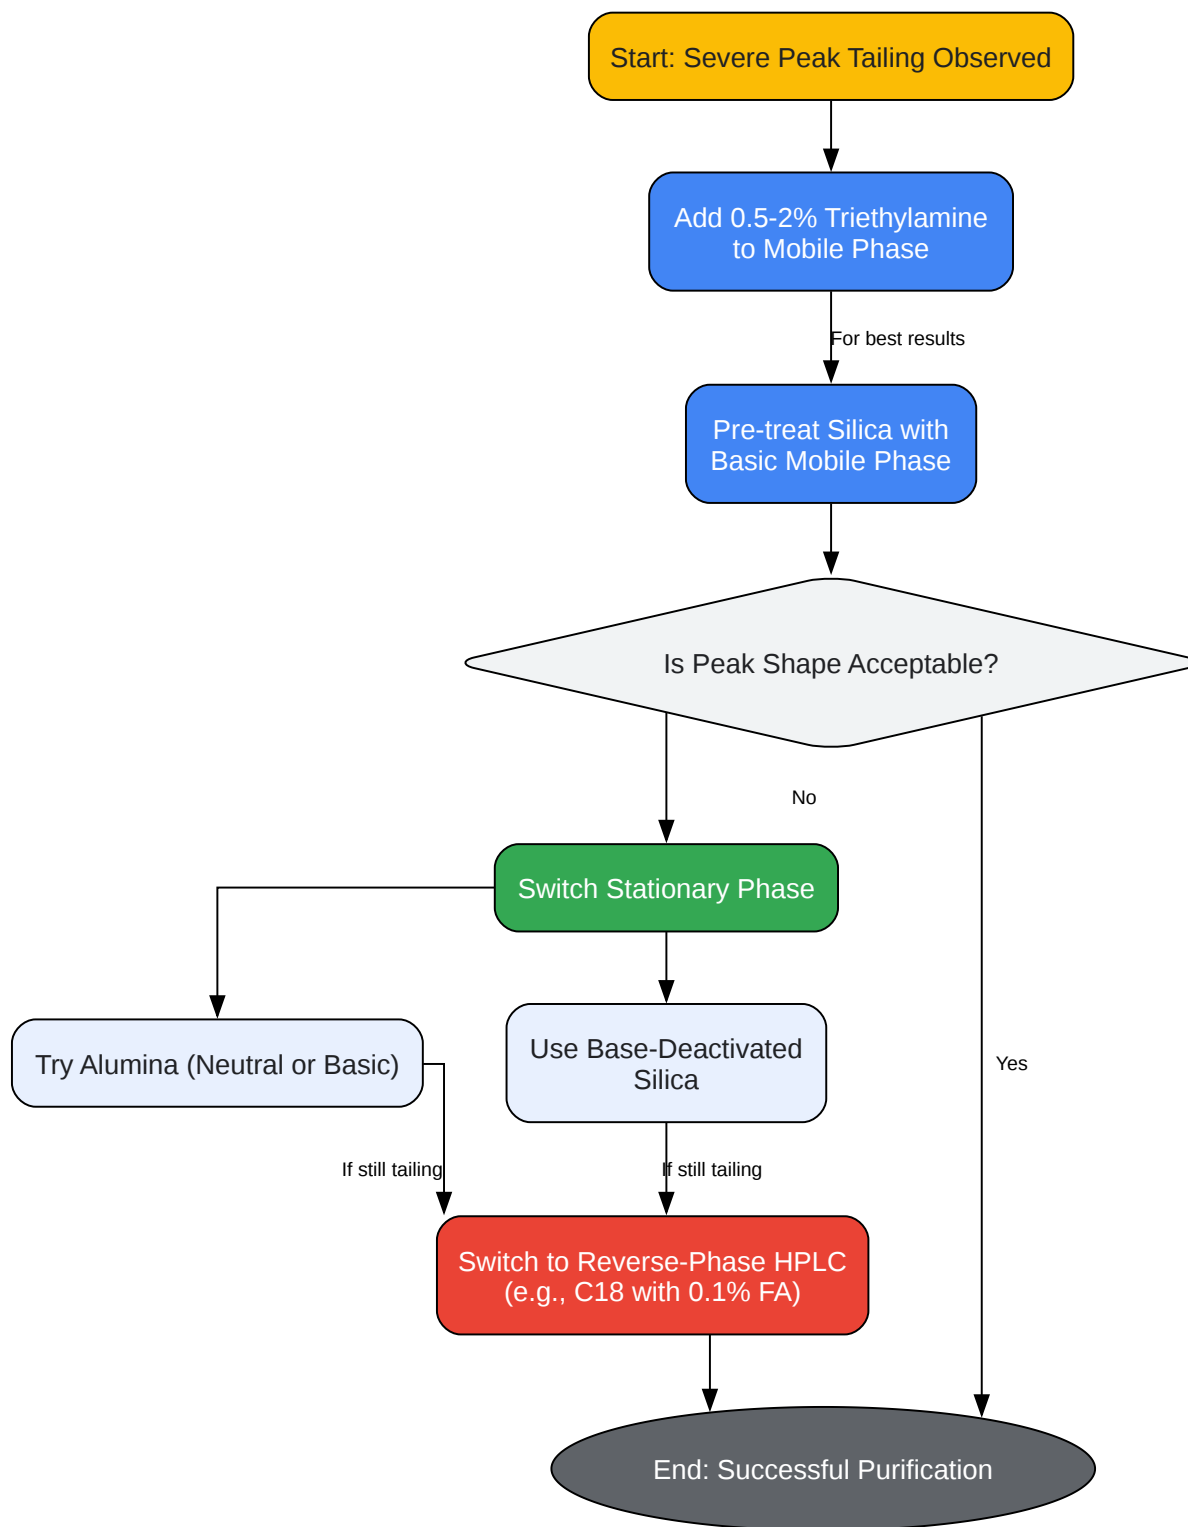 Start: Severe Peak Tailing Observed
Add 0.5-2% Triethylamine
to Mobile Phase
For best results
Pre-treat Silica with
Basic Mobile Phase
Is Peak Shape Acceptable?
No
Switch Stationary Phase
Try Alumina (Neutral or Basic)
Use Base-Deactivated
Silica
Yes
If still tailing
If still tailing
Switch to Reverse-Phase HPLC
(e.g., C18 with 0.1% FA)
End: Successful Purification